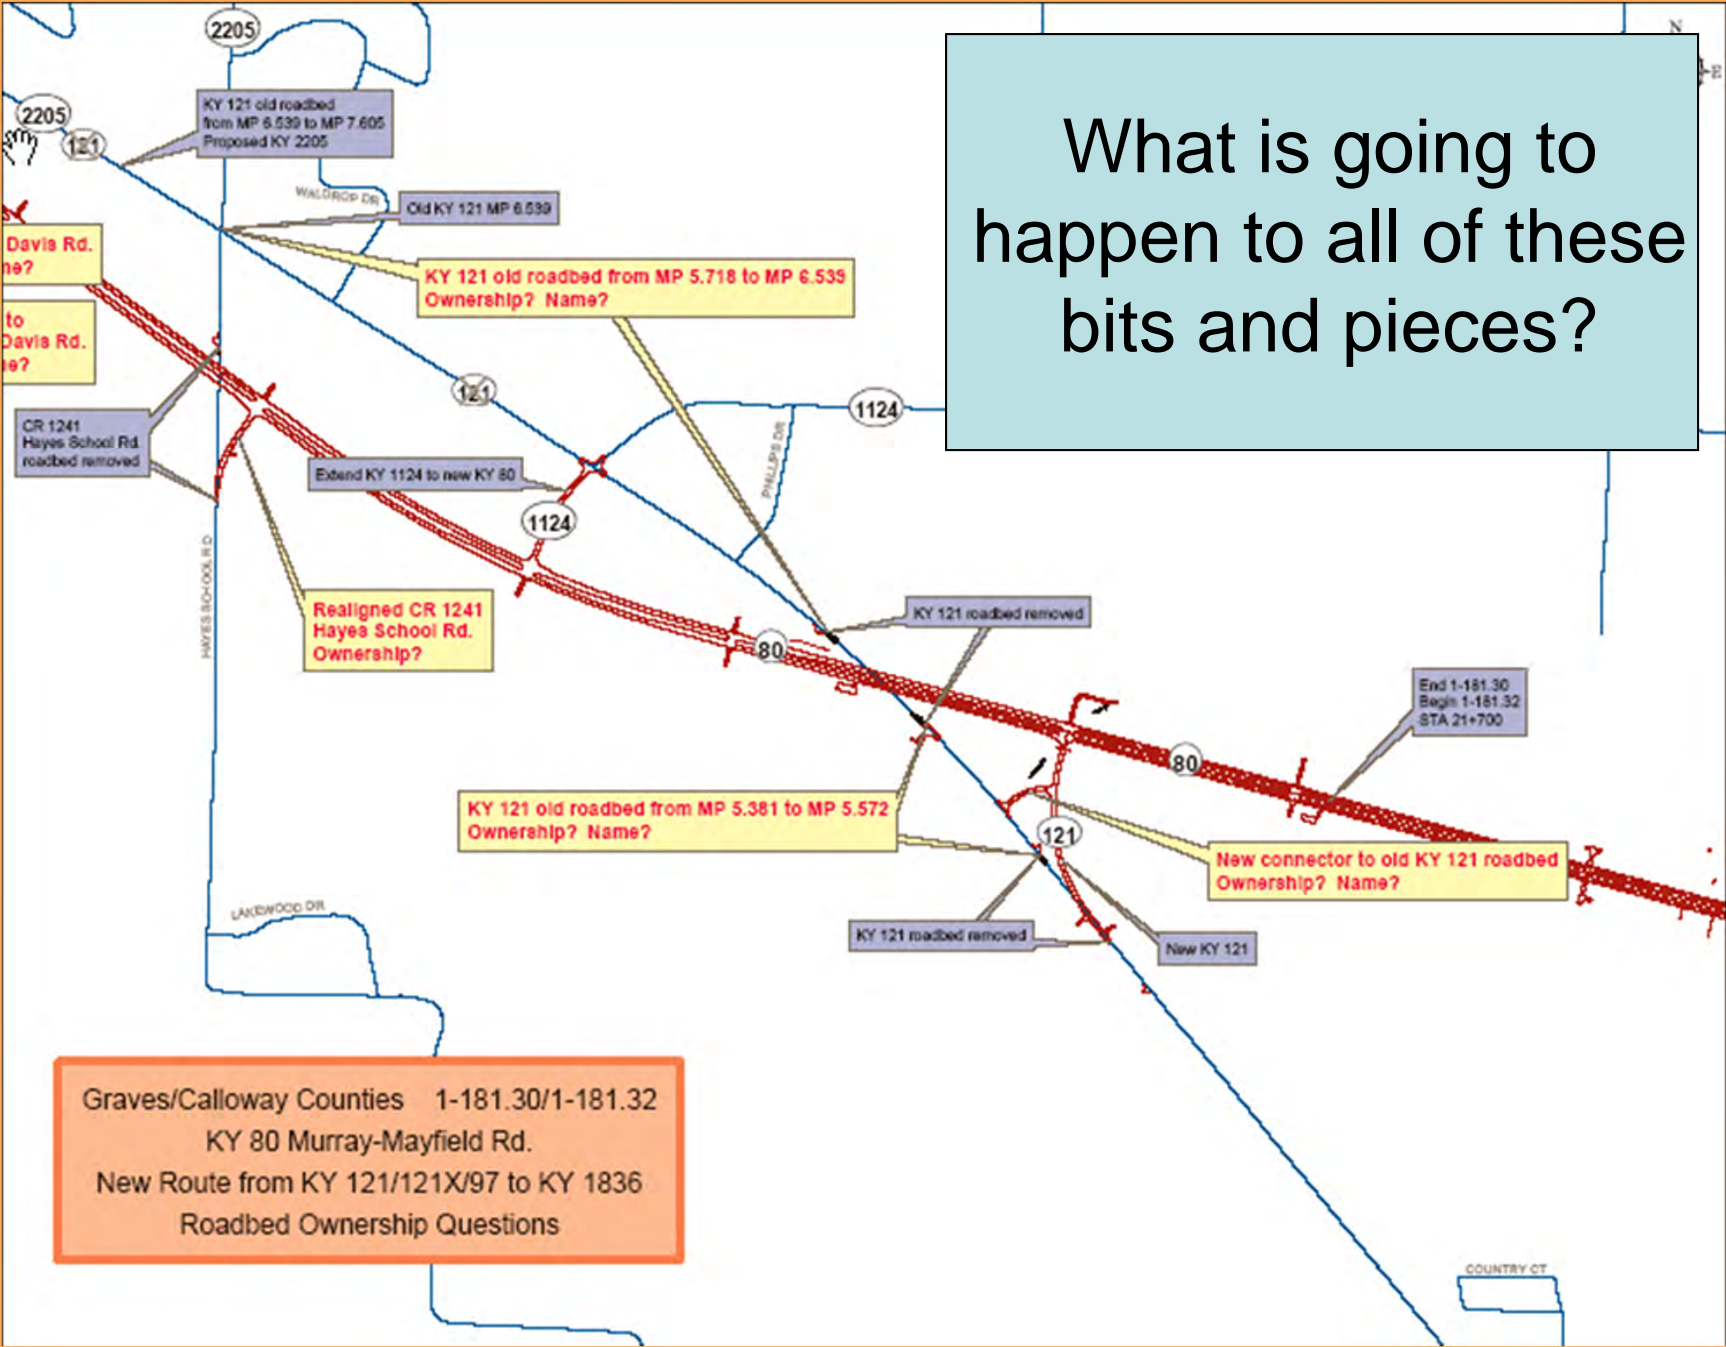 2205
What is going to
happen to all of these
bits and pieces?
N
2205
121
KY 121 old roadbed
from MP 6.539 to MP 7.605
Proposed KY 2205
WALDROP DR
Old KY 121 MP 6.539
Davis Rd.
me?
KY 121 old roadbed from MP 5.718 to MP 6.539
Ownership? Name?
to
Davis Rd.
me?
121
1124
CR 1241
Hayes School Rd.
roadbed removed
PHILLIPS DR
Extend KY 1124 to new KY 80
1124
HAYES SCHOOL RD
Realigned CR 1241
Hayes School Rd.
Ownership?
KY 121 roadbed removed
80
End 1-181.30
Begin 1-181.32
STA 21+700
80
KY 121 old roadbed from MP 5.381 to MP 5.572
Ownership? Name?
121
New connector to old KY 121 roadbed
Ownership? Name?
LAKEWOOD DR
KY 121 roadbed removed
New KY 121
Graves/Calloway Counties 1-181.30/1-181.32
KY 80 Murray-Mayfield Rd.
New Route from KY 121/121X/97 to KY 1836
Roadbed Ownership Questions
COUNTRY CT